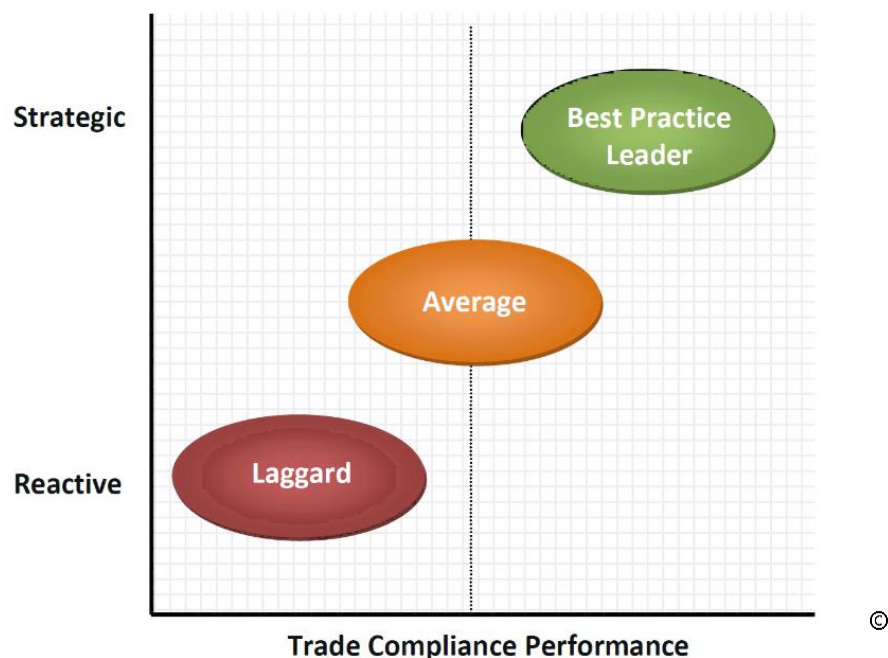 Strategic
Best Practice
Leader
Average
Laggard
Reactive
©
Trade Compliance Performance